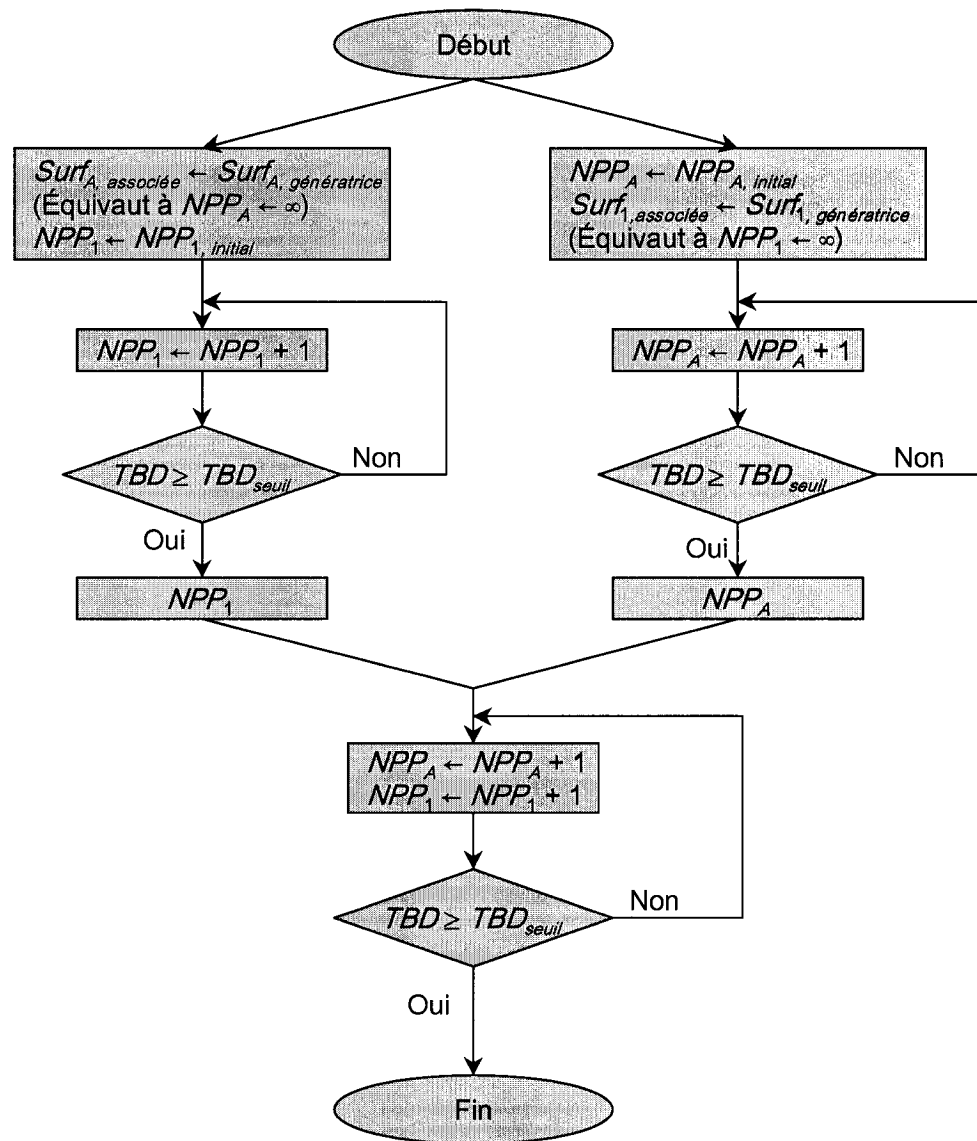 Début
Surf_A, associée ← Surf_A, génératrice
(Équivaut à NPP_A ← ∞)
NPP_1 ← NPP_1, initial
NPP_A ← NPP_A, initial
Surf_1,associée ← Surf_1, génératrice
(Équivaut à NPP_1 ← ∞)
NPP_1 ← NPP_1 + 1
NPP_A ← NPP_A + 1
TBD ≥ TBD_seuil
Non
TBD ≥ TBD_seuil
Non
Oui
Oui
NPP_1
NPP_A
NPP_A ← NPP_A + 1
NPP_1 ← NPP_1 + 1
TBD ≥ TBD_seuil
Non
Oui
Fin